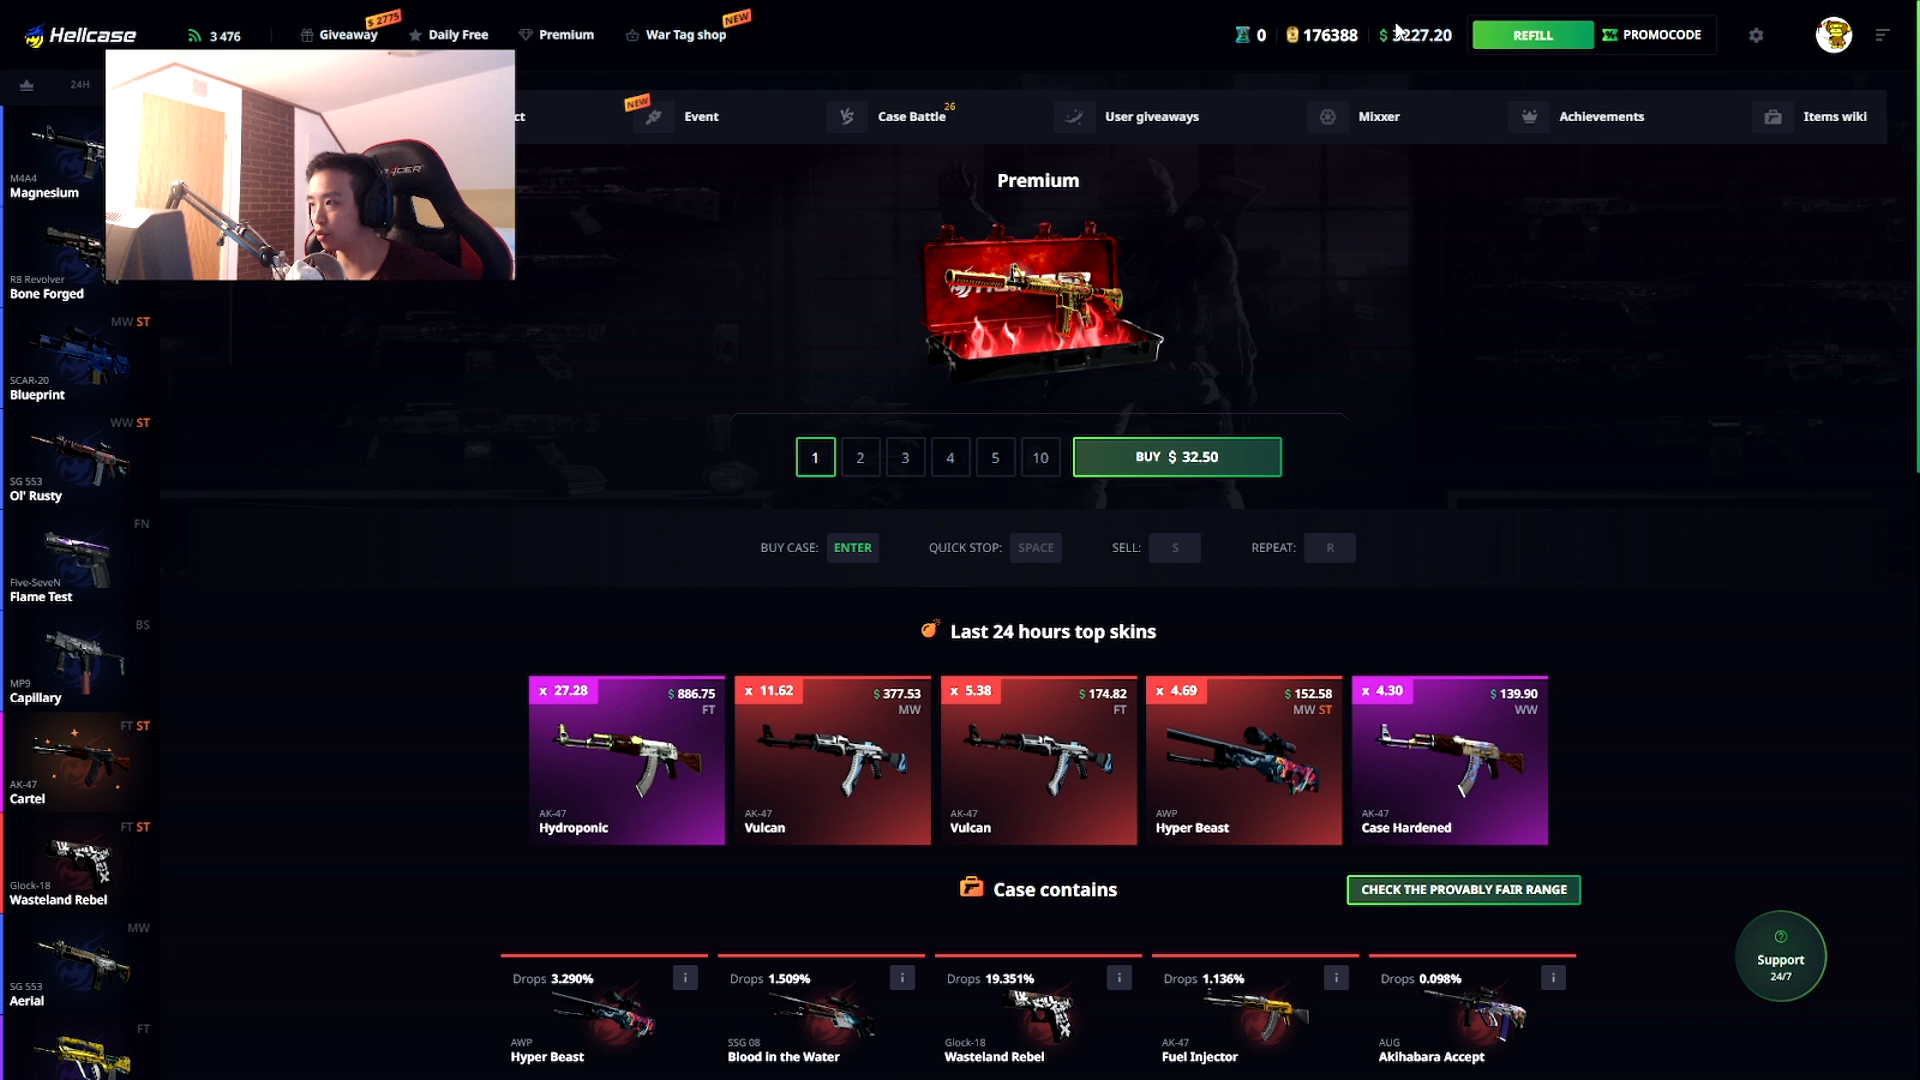 Hellcase
3 476
Giveaway
$ 2775
Daily Free
Premium
War Tag shop
NEW
0
176388
$ 3227.20
REFILL
PROMOCODE
24H
ct
NEW
Event
Case Battle
26
User giveaways
Mixxer
Achievements
Items wiki
M4A4
Magnesium
R8 Revolver
Bone Forged
MW ST
SCAR-20
Blueprint
WW ST
SG 553
Ol' Rusty
FN
Five-SeveN
Flame Test
BS
MP9
Capillary
FT ST
AK-47
Cartel
FT ST
Glock-18
Wasteland Rebel
MW
SG 553
Aerial
FT
Premium
1
2
3
4
5
10
BUY $ 32.50
BUY CASE: ENTER
QUICK STOP: SPACE
SELL: S
REPEAT: R
Last 24 hours top skins
x 27.28
$ 886.75
FT
AK-47
Hydroponic
x 11.62
$ 377.53
MW
AK-47
Vulcan
x 5.38
$ 174.82
FT
AK-47
Vulcan
x 4.69
$ 152.58
MW ST
AWP
Hyper Beast
x 4.30
$ 139.90
WW
AK-47
Case Hardened
Case contains
CHECK THE PROVABLY FAIR RANGE
Drops 3.290%
i
AWP
Hyper Beast
Drops 1.509%
i
SSG 08
Blood in the Water
Drops 19.351%
i
Glock-18
Wasteland Rebel
Drops 1.136%
i
AK-47
Fuel Injector
Drops 0.098%
i
AUG
Akihabara Accept
?
Support
24/7